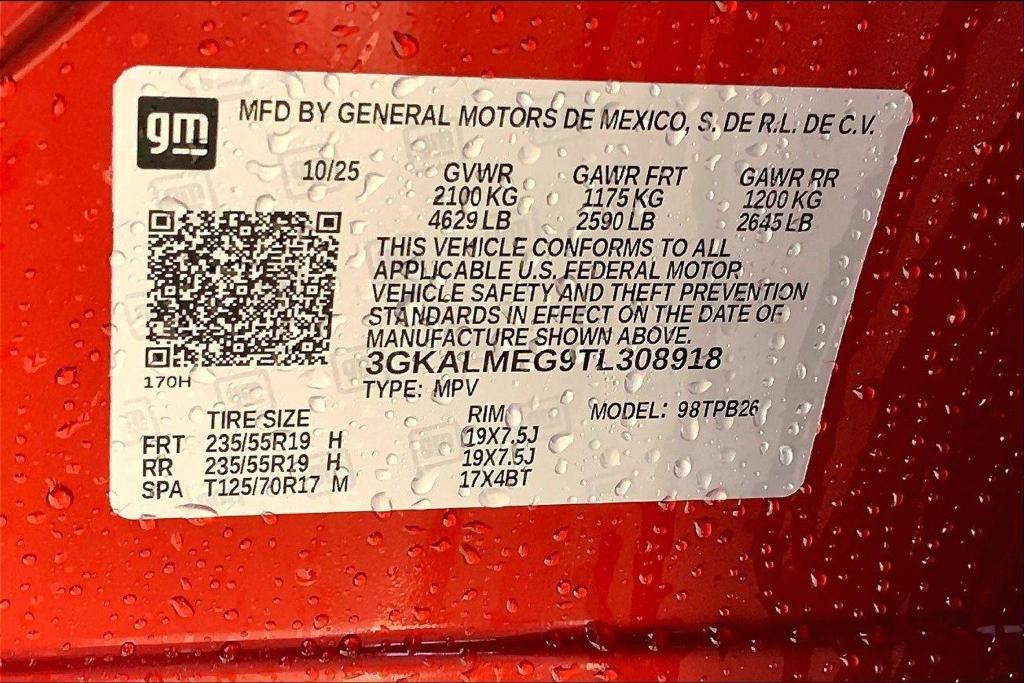 gm
MFD BY GENERAL MOTORS DE MEXICO, S. DE R.L. DE C.V.
10/25 GVWR GAWR FRT GAWR RR
2100 KG 1175 KG 1200 KG
4629 LB 2590 LB 2645 LB
THIS VEHICLE CONFORMS TO ALL
APPLICABLE U.S. FEDERAL MOTOR
VEHICLE SAFETY AND THEFT PREVENTION
STANDARDS IN EFFECT ON THE DATE OF
MANUFACTURE SHOWN ABOVE.
3GKALMEG9TL308918
170H
TYPE: MPV
TIRE SIZE RIM MODEL: 98TPB26
FRT 235/55R19 H 19X7.5J
RR 235/55R19 H 19X7.5J
SPA T125/70R17 M 17X4BT